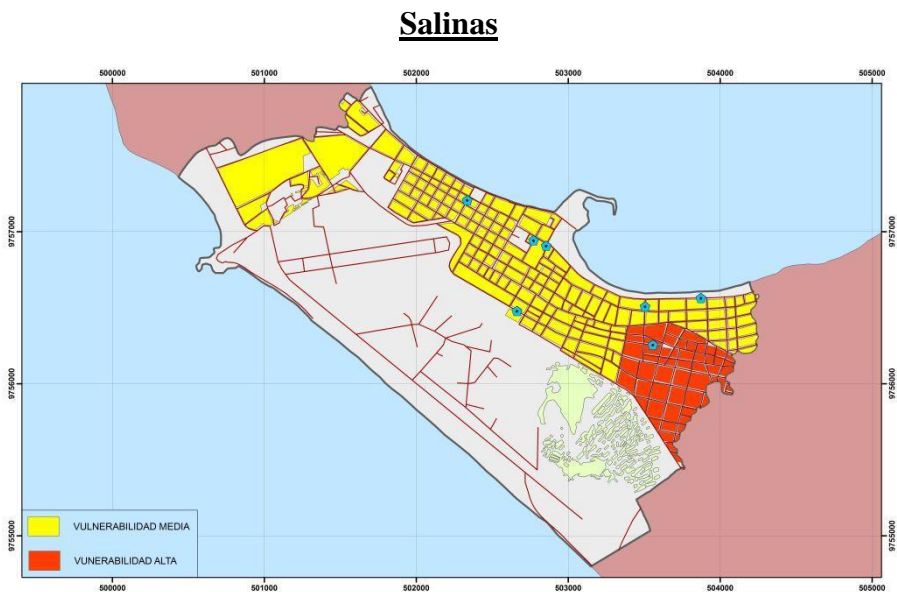 Salinas
500000 501000 502000 503000 504000 505000
9757000 9757000
9756000 9756000
9755000 9755000
VULNERABILIDAD MEDIA
VUNERABILIDAD ALTA
500000 501000 502000 503000 504000 505000